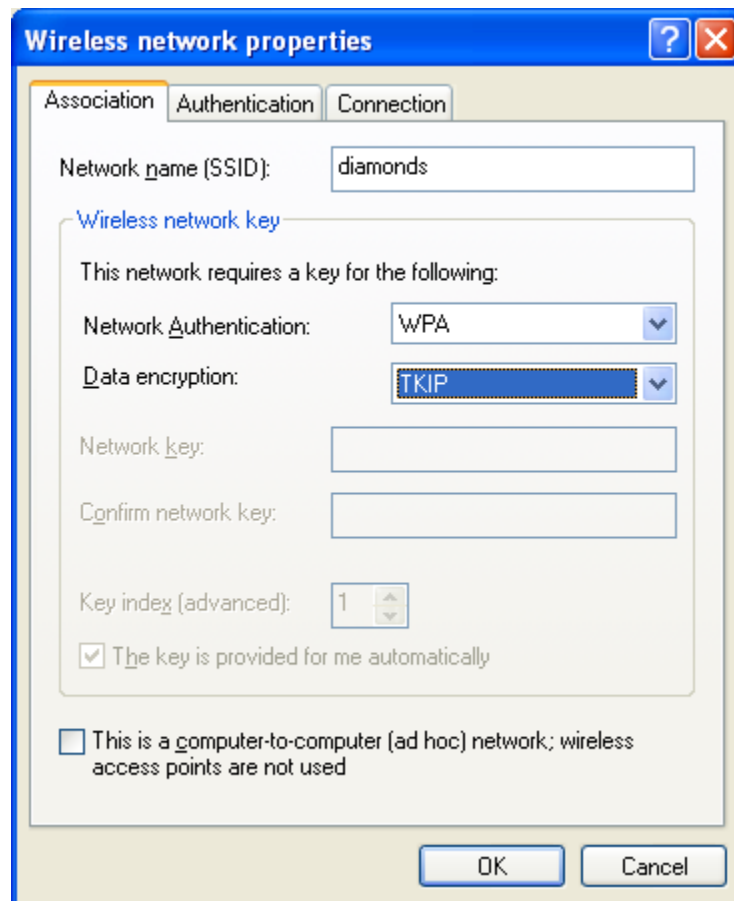 Wireless network properties
Association Authentication Connection
Network name (SSID): diamonds
Wireless network key
This network requires a key for the following:
Network Authentication: WPA
Data encryption: TKIP
Network key:
Confirm network key:
Key index (advanced): 1
The key is provided for me automatically
This is a computer-to-computer (ad hoc) network; wireless
access points are not used
OK Cancel